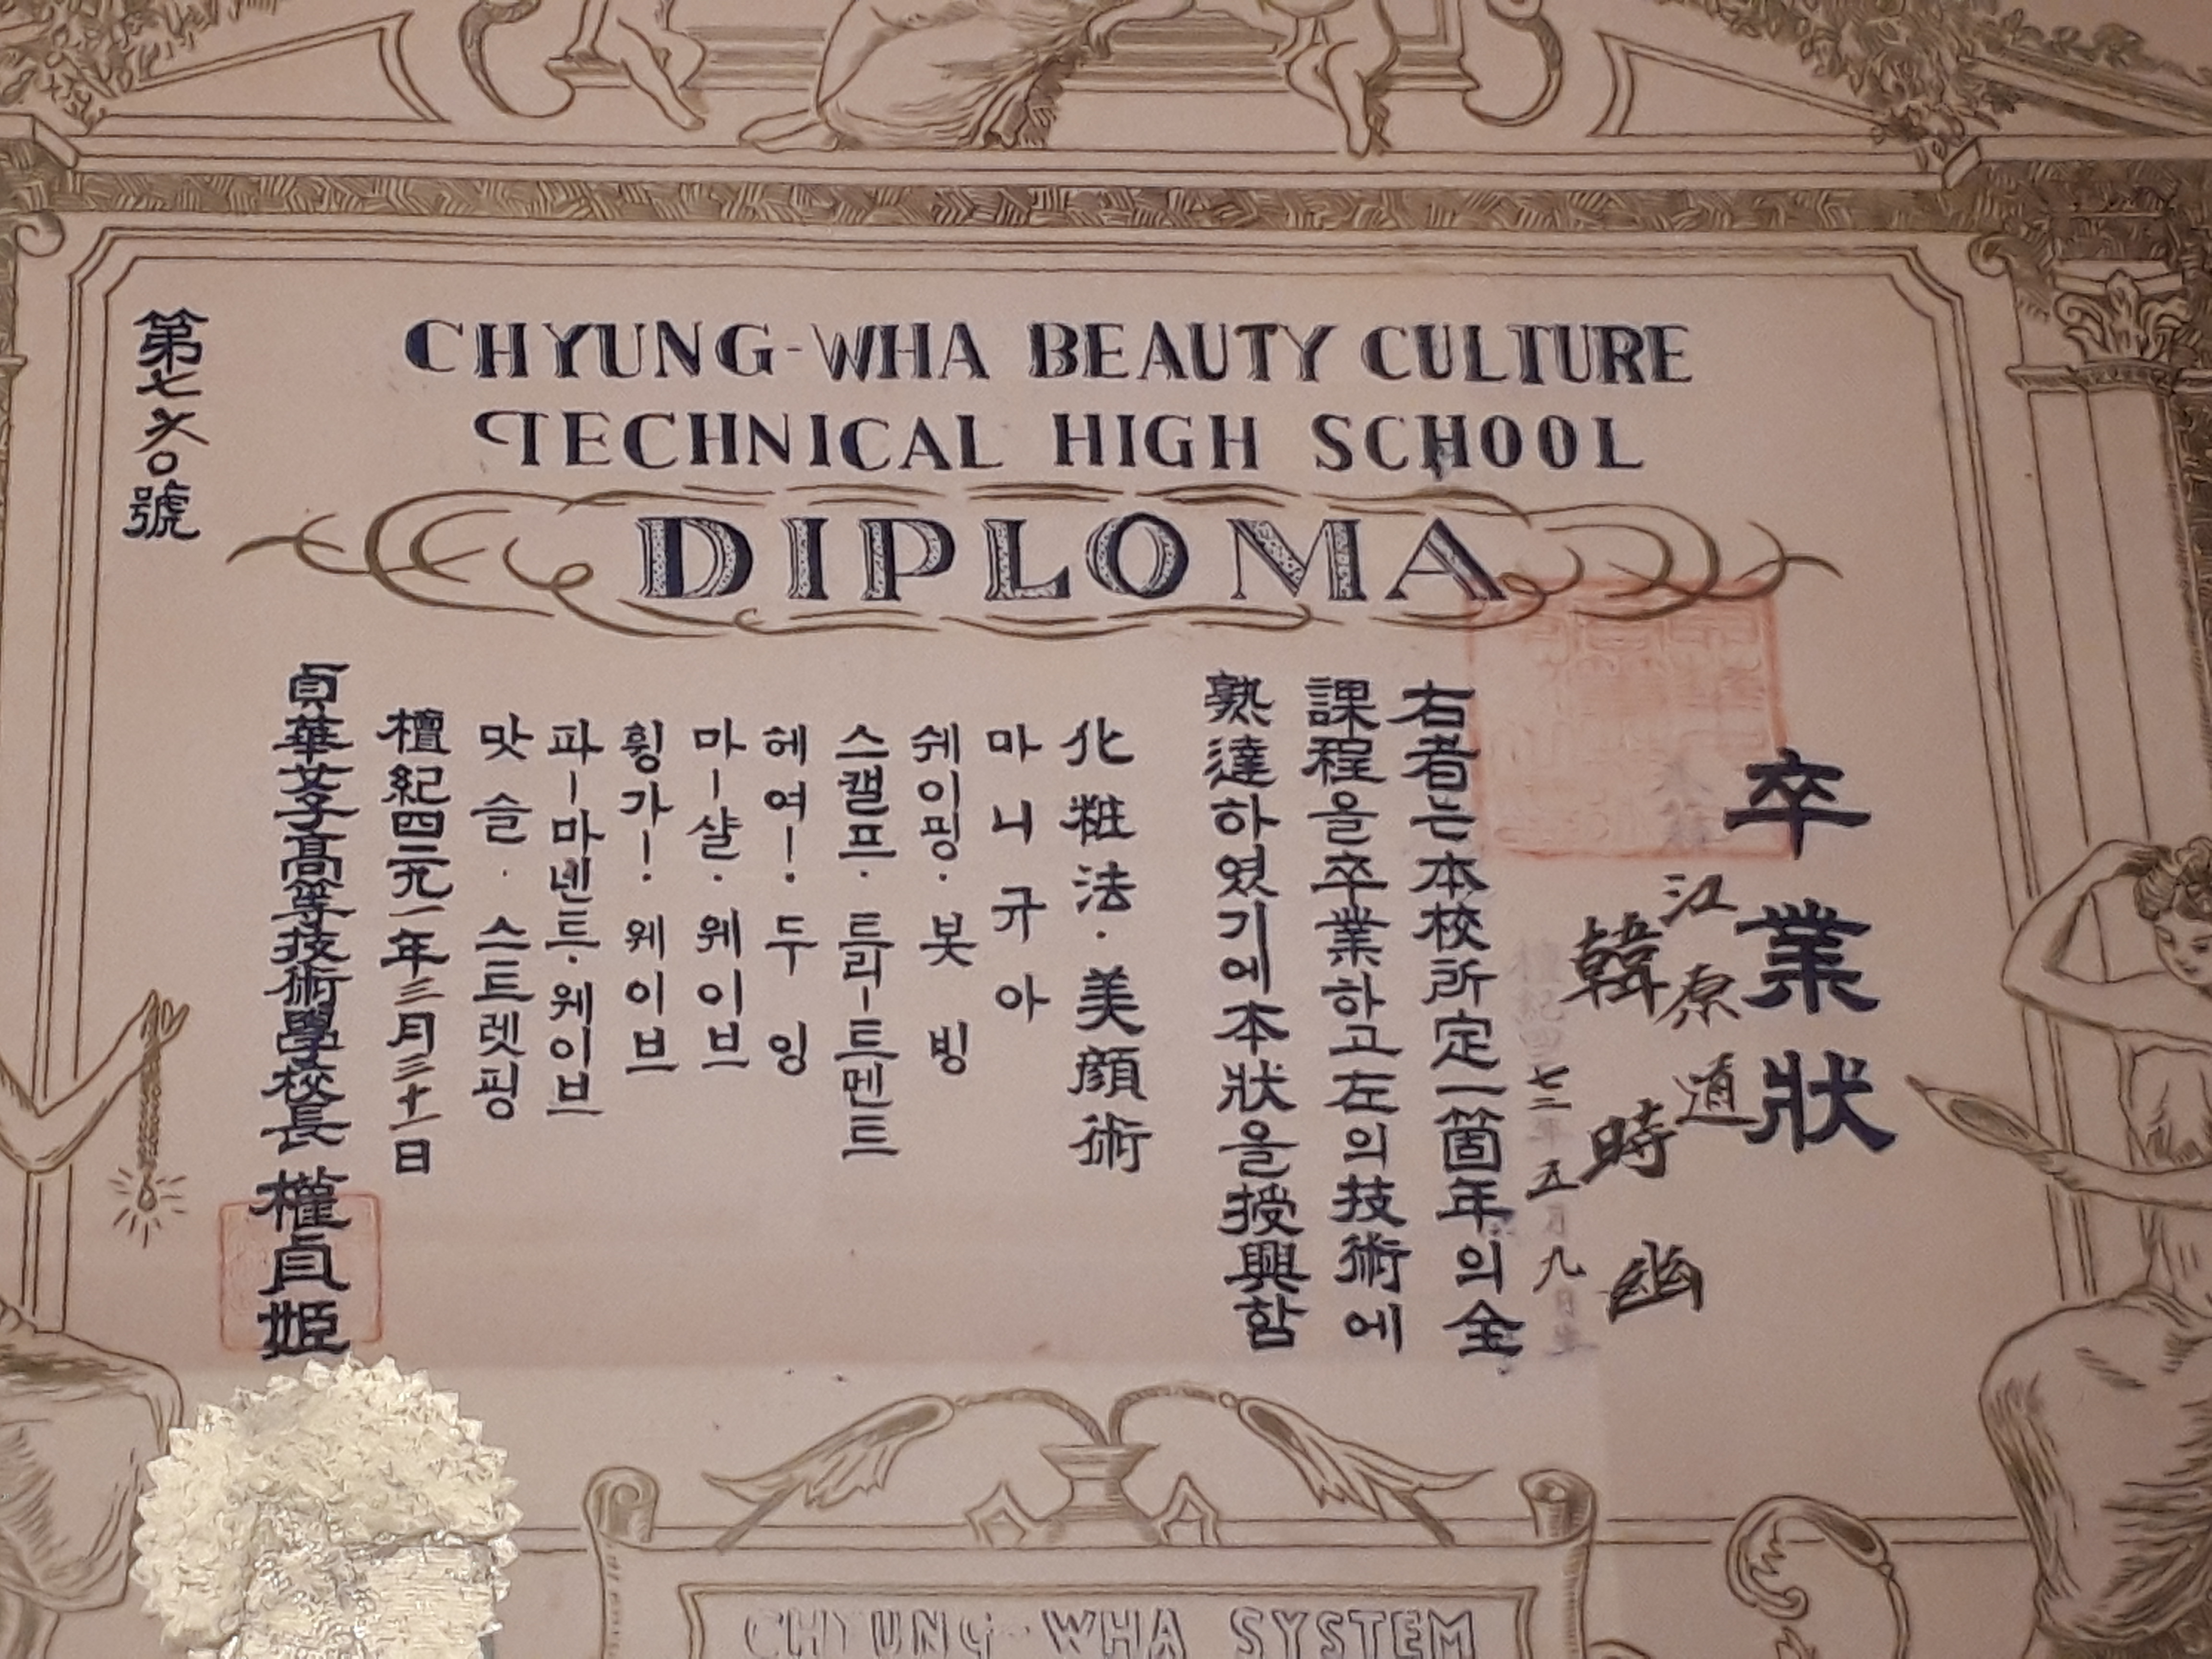 CHYUNG-WHA BEAUTY CULTURE
TECHNICAL HIGH SCHOOL
DIPLOMA
第七六〇號
卒業狀
江原道
韓時
檀紀四 七二年五月九日生
右者는本校所定一箇年의全
課程을卒業하고左의技術에
熟達하였기에本狀을授與함
化粧法·美顔術
마니규아
쉐이핑·봇빙
스캘프·트리-트멘트
헤여!·두잉
마-샬·웨이브
휭가!·웨이브
파-마넨트·웨이브
맛슬·스트렛핑
檀紀四二九一年三月三十一日
貞華女子高等技術學校長 權貞姬
CHYUNG-WHA SYSTEM